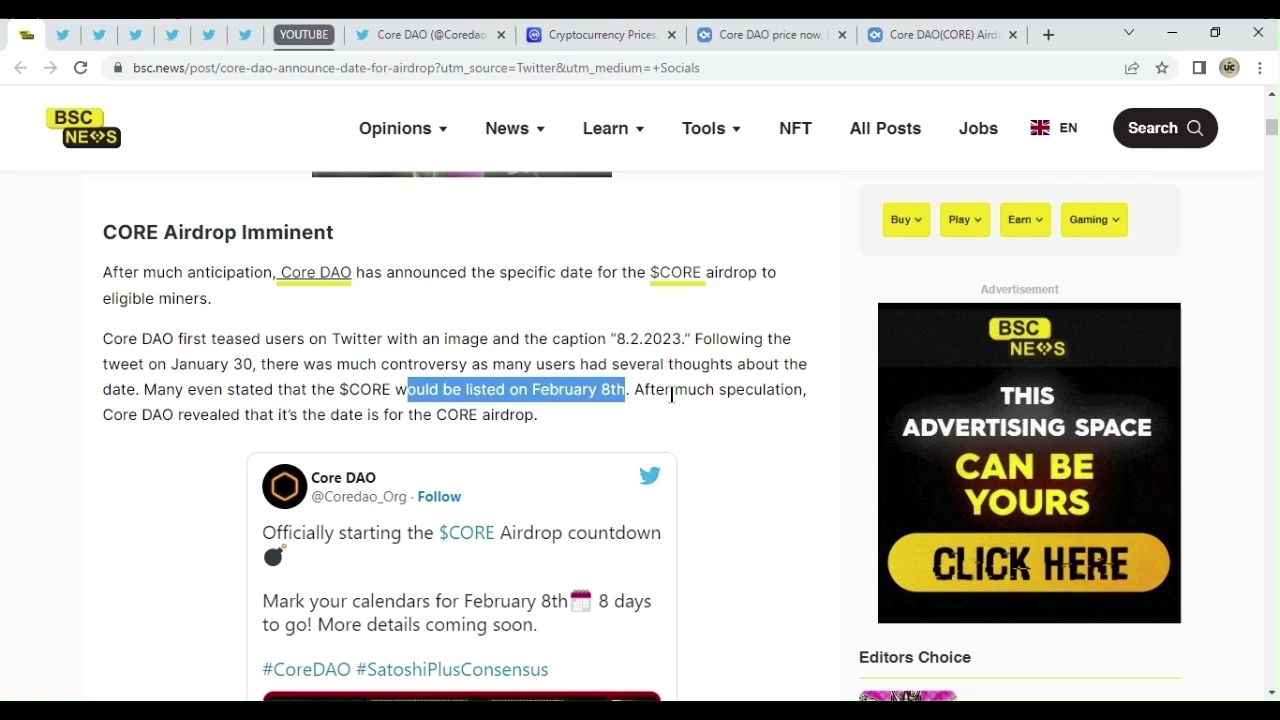 YOUTUBE
Core DAO (@Coredao
Cryptocurrency Prices,
Core DAO price now,
Core DAO(CORE) Aird
bsc.news/post/core-dao-announce-date-for-airdrop?utm_source=Twitter&utm_medium=+Socials
UC
BSC
NEWS
Opinions
News
Learn
Tools
NFT
All Posts
Jobs
EN
Search
CORE Airdrop Imminent
After much anticipation, Core DAO has announced the specific date for the $CORE airdrop to
eligible miners.
Core DAO first teased users on Twitter with an image and the caption “8.2.2023.” Following the
tweet on January 30, there was much controversy as many users had several thoughts about the
date. Many even stated that the $CORE would be listed on February 8th. After much speculation,
Core DAO revealed that it’s the date is for the CORE airdrop.
Core DAO
@Coredao_Org · Follow
Officially starting the $CORE Airdrop countdown
Mark your calendars for February 8th 8 days
to go! More details coming soon.
#CoreDAO #SatoshiPlusConsensus
Buy
Play
Earn
Gaming
Advertisement
BSC
NEWS
THIS
ADVERTISING SPACE
CAN BE
YOURS
CLICK HERE
Editors Choice